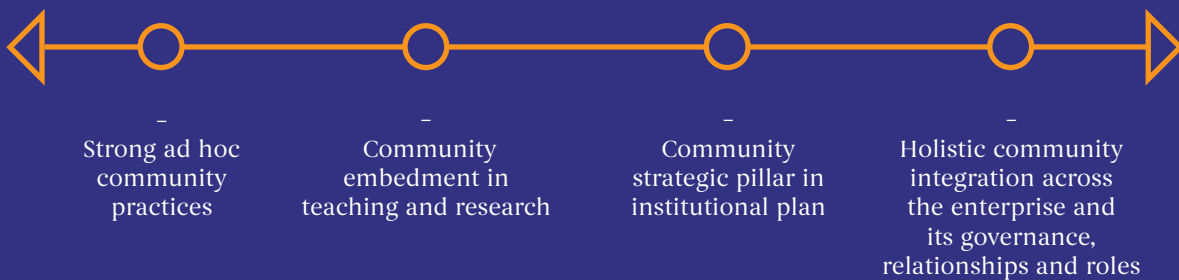 –
Strong ad hoc
community
practices
–
Community
embedment in
teaching and research
–
Community
strategic pillar in
institutional plan
–
Holistic community
integration across
the enterprise and
its governance,
relationships and roles